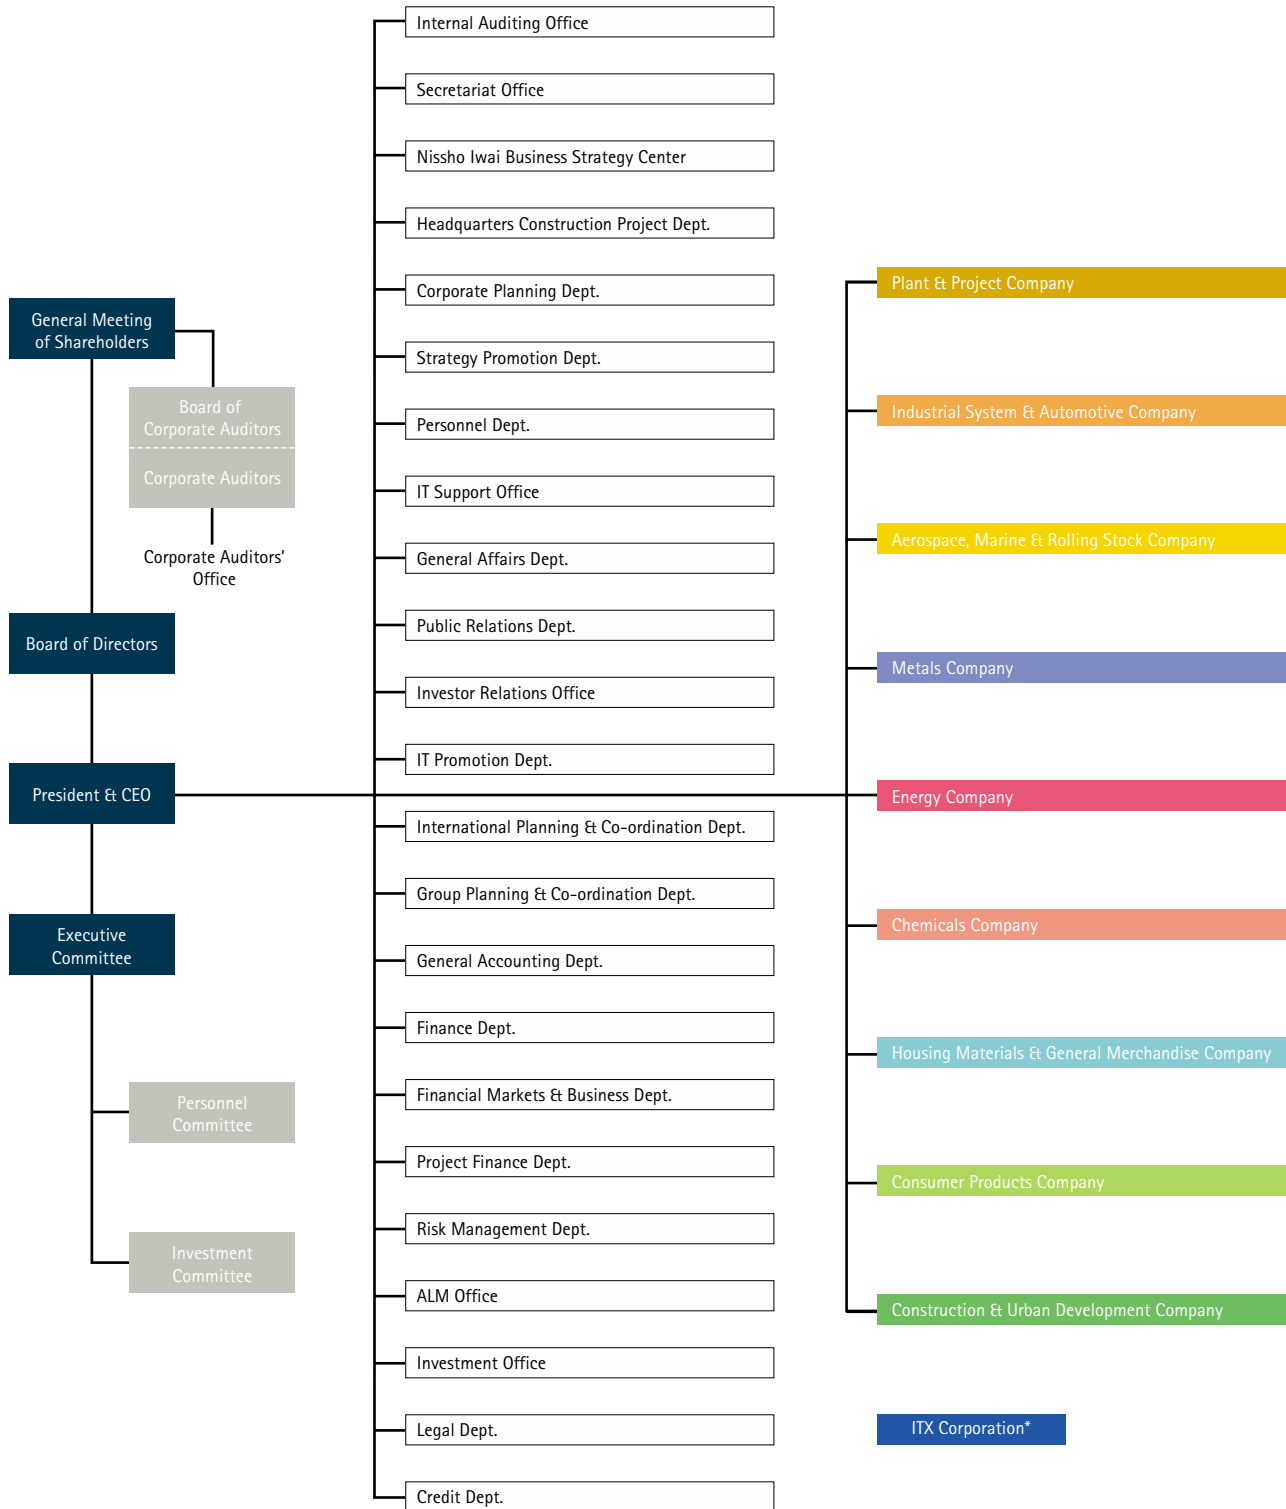 General Meeting
of Shareholders
Board of
Corporate Auditors
Corporate Auditors
Corporate Auditors'
Office
Board of Directors
President & CEO
Executive
Committee
Personnel
Committee
Investment
Committee
Internal Auditing Office
Secretariat Office
Nissho Iwai Business Strategy Center
Headquarters Construction Project Dept.
Corporate Planning Dept.
Strategy Promotion Dept.
Personnel Dept.
IT Support Office
General Affairs Dept.
Public Relations Dept.
Investor Relations Office
IT Promotion Dept.
International Planning & Co-ordination Dept.
Group Planning & Co-ordination Dept.
General Accounting Dept.
Finance Dept.
Financial Markets & Business Dept.
Project Finance Dept.
Risk Management Dept.
ALM Office
Investment Office
Legal Dept.
Credit Dept.
Plant & Project Company
Industrial System & Automotive Company
Aerospace, Marine & Rolling Stock Company
Metals Company
Energy Company
Chemicals Company
Housing Materials & General Merchandise Company
Consumer Products Company
Construction & Urban Development Company
ITX Corporation*